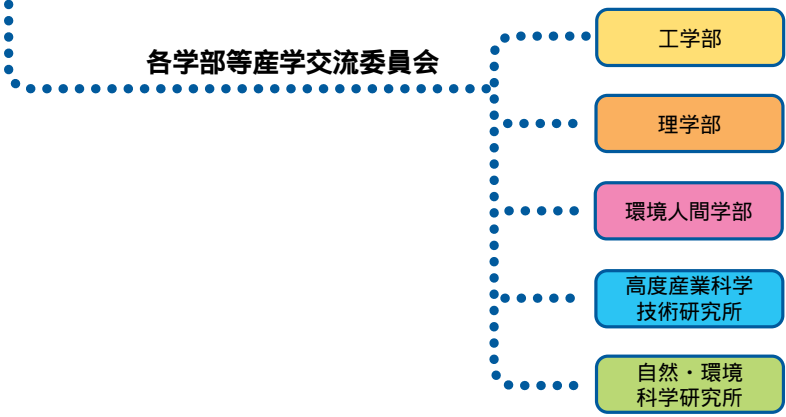 各学部等産学交流委員会
工学部
理学部
環境人間学部
高度産業科学
技術研究所
自然・環境
科学研究所